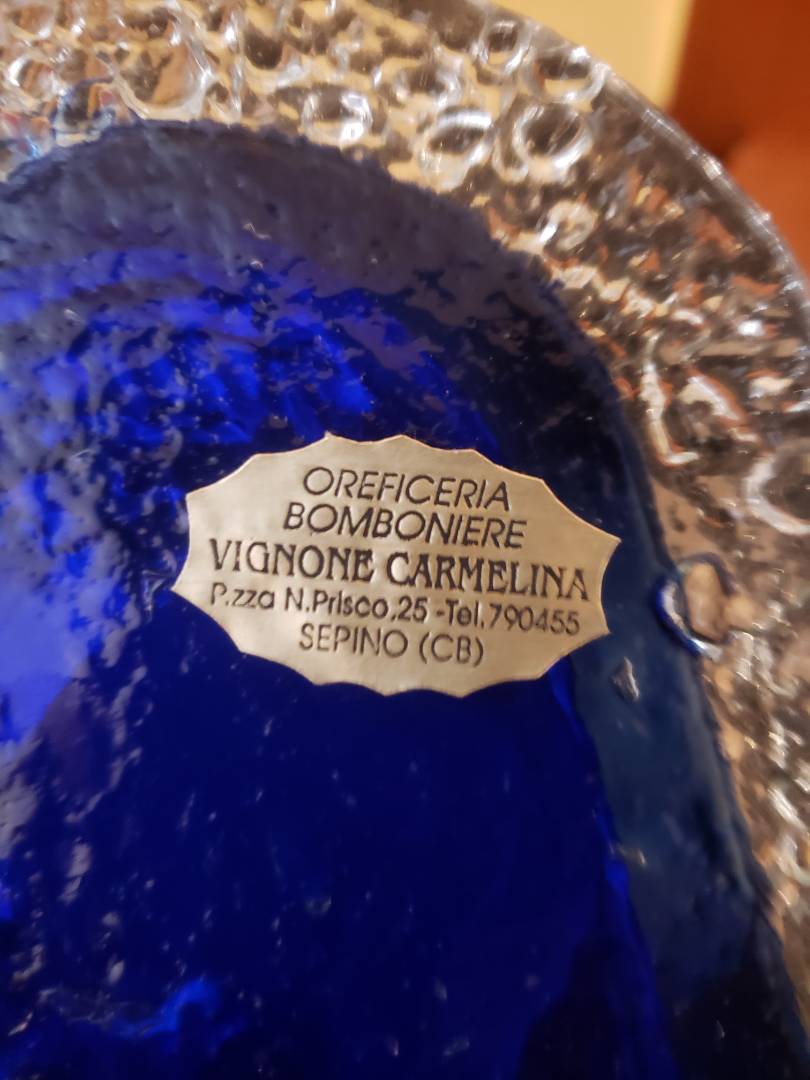 OREFICERIA
BOMBONIERE
VIGNONE CARMELINA
P.zza N.Prisco,25 -Tel.790455
SEPINO (CB)